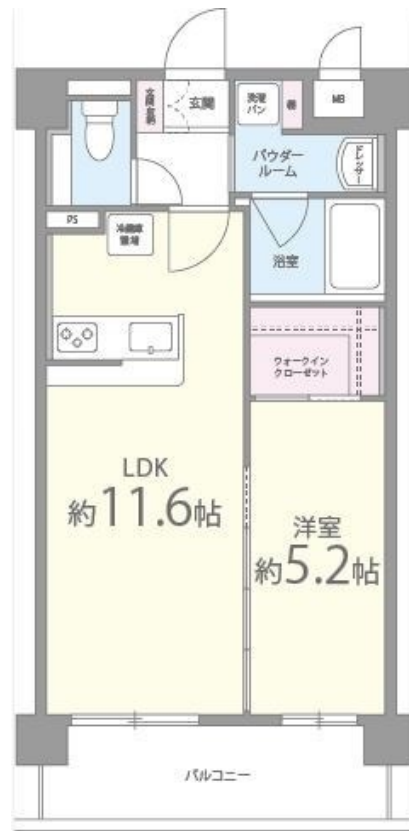 玄関収納
玄関
洗濯
パン
棚
MB
パウダー
ルーム
ドレッサー
PS
冷蔵庫
置場
浴室
ウォークイン
クローゼット
LDK
約11.6帖
洋室
約5.2帖
バルコニー